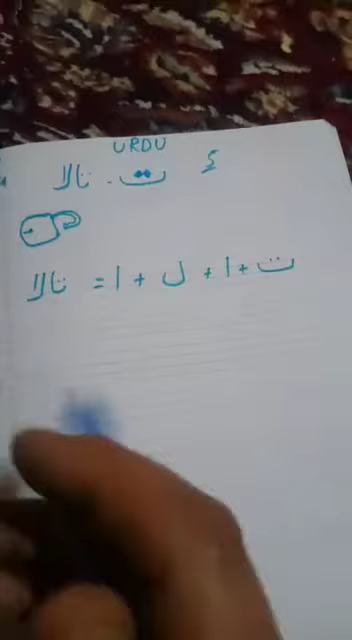 URDU
ت - تالا
ت + ا + ل + ا = تالا